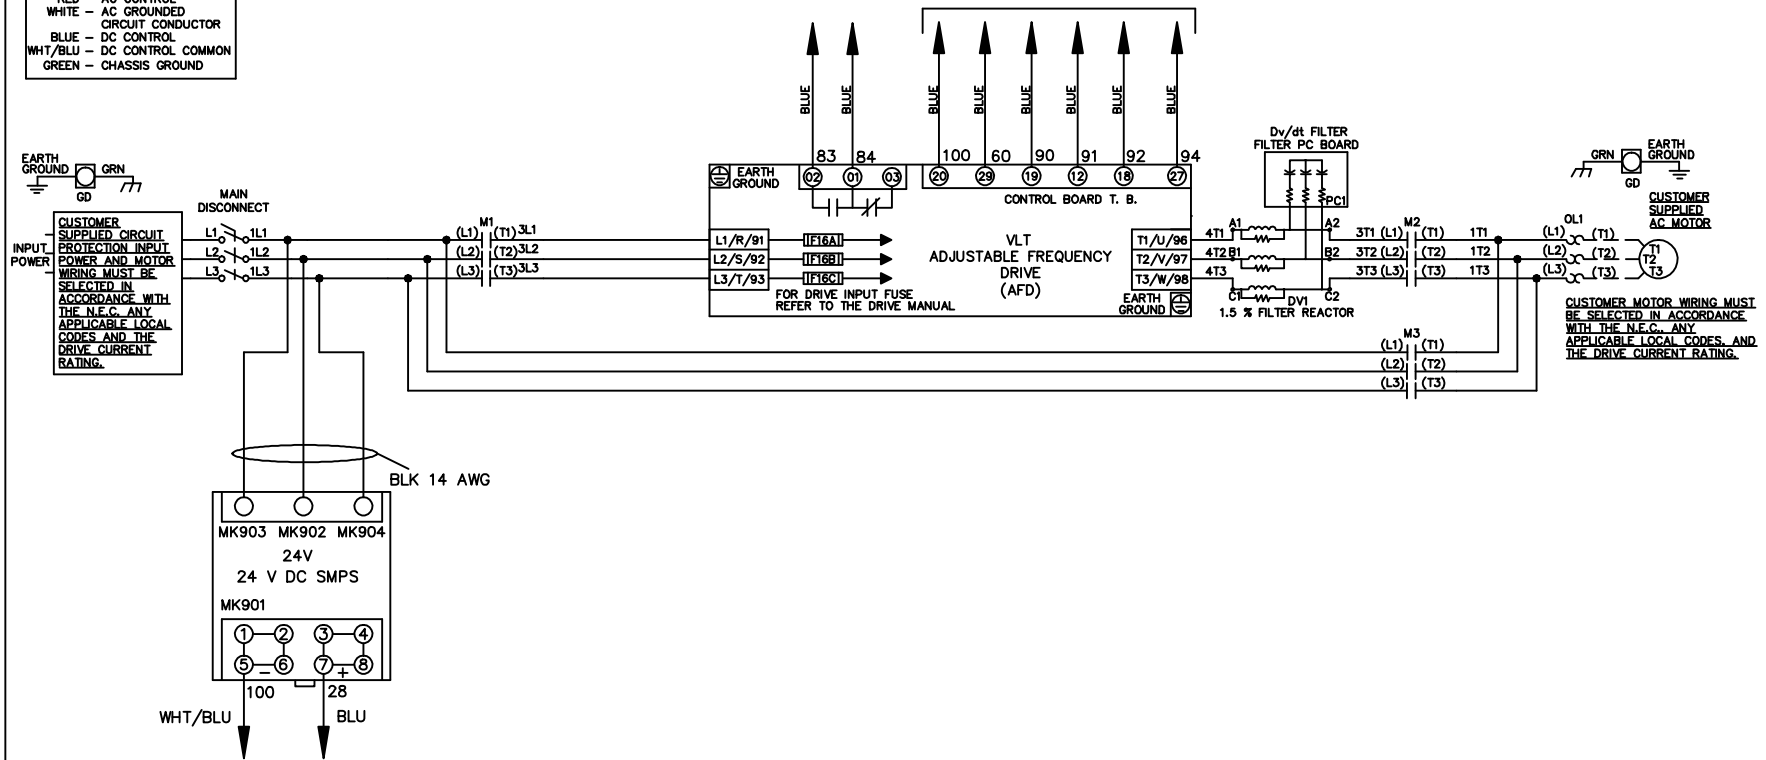 RED – AC CONTROL
WHITE – AC GROUNDED
CIRCUIT CONDUCTOR
BLUE – DC CONTROL
WHT/BLU – DC CONTROL COMMON
GREEN – CHASSIS GROUND
BLUE BLUE BLUE BLUE BLUE BLUE BLUE BLUE
83 84 100 60 90 91 92 94
02 01 03 20 29 19 12 18 27
EARTH
GROUND
CONTROL BOARD T. B.
EARTH
GROUND
GRN
GD
MAIN
DISCONNECT
INPUT
POWER
CUSTOMER
SUPPLIED CIRCUIT
PROTECTION INPUT
POWER AND MOTOR
WIRING MUST BE
SELECTED IN
ACCORDANCE WITH
THE N.E.C. ANY
APPLICABLE LOCAL
CODES AND THE
DRIVE CURRENT
RATING.
L1 1L1
L2 1L2
L3 1L3
M1
(L1) (T1) 3L1
(L2) (T2) 3L2
(L3) (T3) 3L3
L1/R/91 F16A
L2/S/92 F16B
L3/T/93 F16C
FOR DRIVE INPUT FUSE
REFER TO THE DRIVE MANUAL
VLT
ADJUSTABLE FREQUENCY
DRIVE
(AFD)
T1/U/96
T2/V/97
T3/W/98
EARTH
GROUND
Dv/dt FILTER
FILTER PC BOARD
PC1
4T1 A1 A2
4T2 B1 B2
4T3 C1 C2
DV1
1.5 % FILTER REACTOR
M2
3T1 (L1) (T1) 1T1
3T2 (L2) (T2) 1T2
3T3 (L3) (T3) 1T3
M3
(L1) (T1)
(L2) (T2)
(L3) (T3)
OL1
(L1) (T1)
(L2) (T2)
(L3) (T3)
T1
T2
T3
GRN
EARTH
GROUND
GD
CUSTOMER
SUPPLIED
AC MOTOR
CUSTOMER MOTOR WIRING MUST
BE SELECTED IN ACCORDANCE
WITH THE N.E.C., ANY
APPLICABLE LOCAL CODES, AND
THE DRIVE CURRENT RATING.
BLK 14 AWG
MK903 MK902 MK904
24V
24 V DC SMPS
MK901
1 2 3 4
5 6 7 8
– +
100 28
WHT/BLU BLU